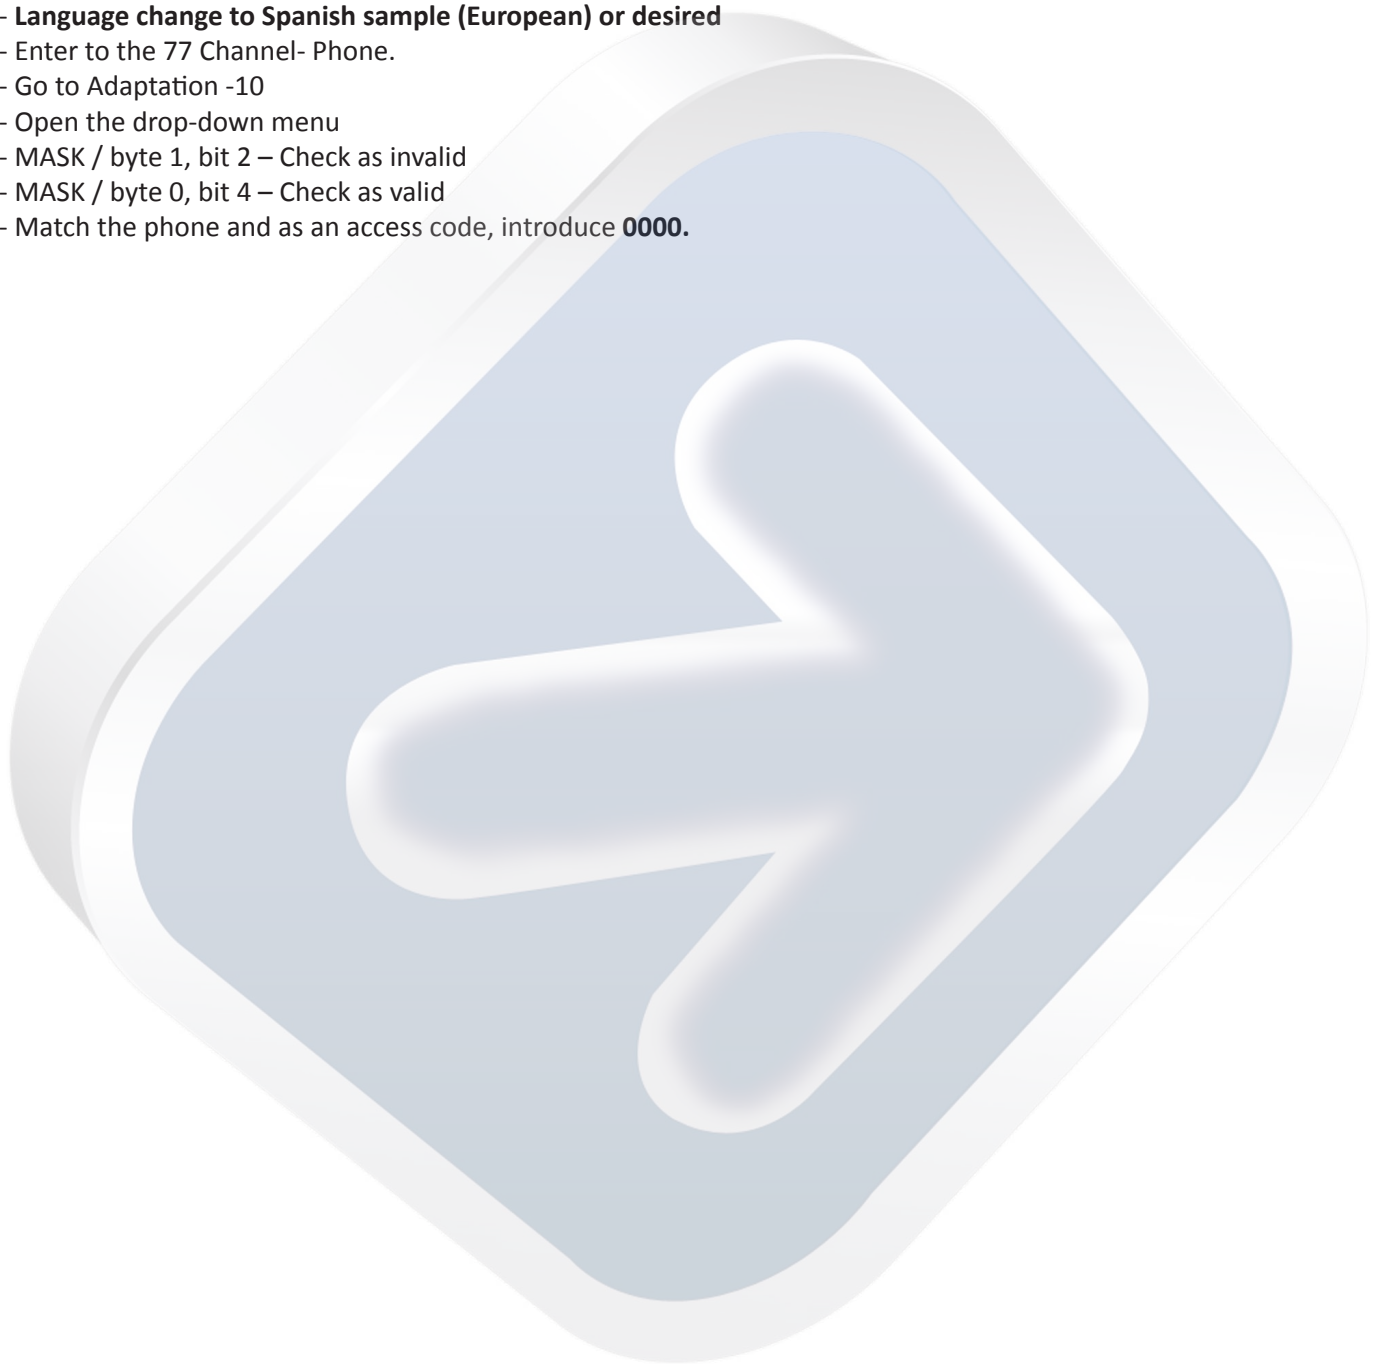 - Language change to Spanish sample (European) or desired
- Enter to the 77 Channel- Phone.
- Go to Adaptation -10
- Open the drop-down menu
- MASK / byte 1, bit 2 – Check as invalid
- MASK / byte 0, bit 4 – Check as valid
- Match the phone and as an access code, introduce 0000.